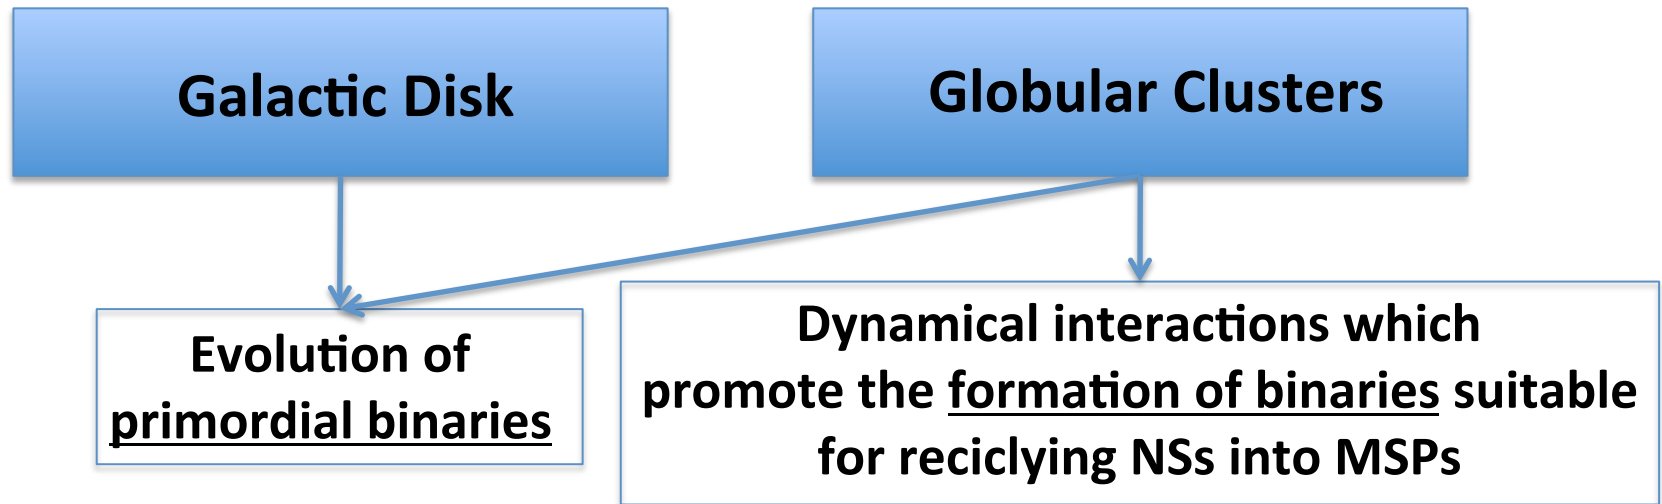 Galactic Disk
Globular Clusters
Evolution of
primordial binaries
Dynamical interactions which
promote the formation of binaries suitable
for reciclying NSs into MSPs